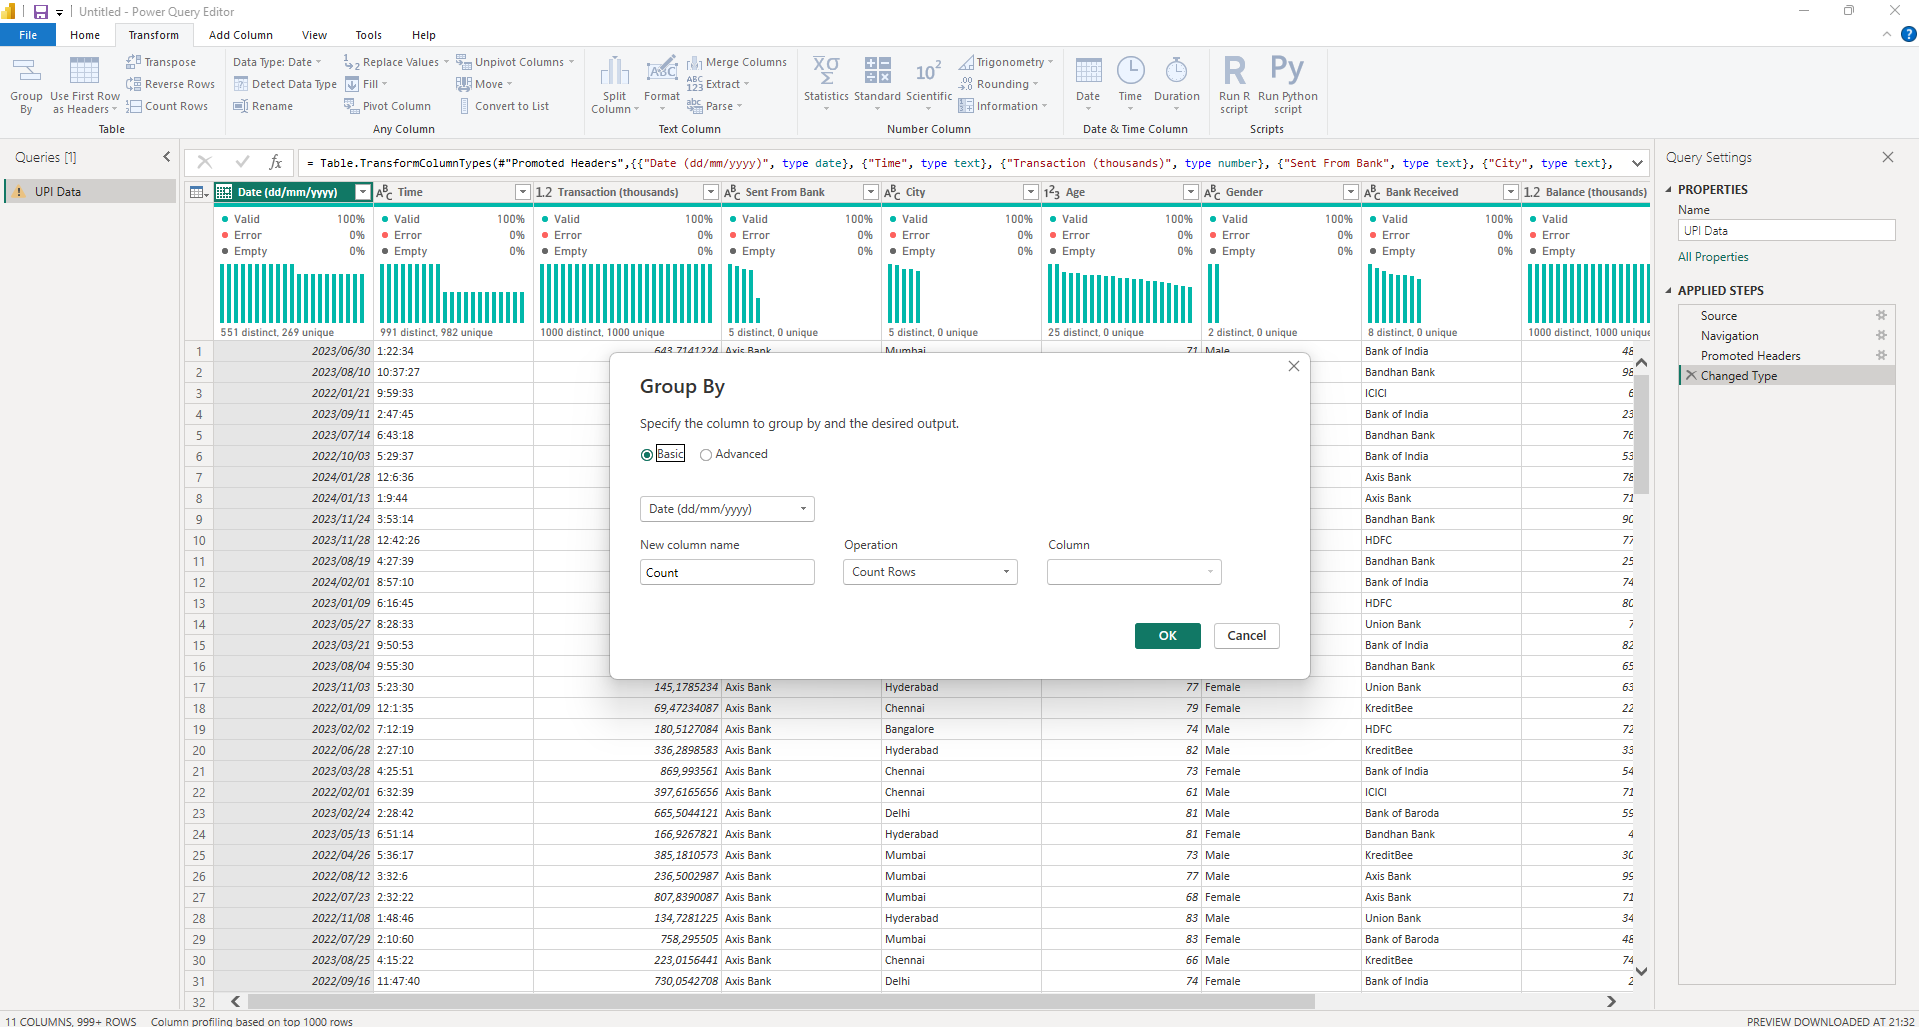 Untitled - Power Query Editor
File Home Transform Add Column View Tools Help
Group By
Use First Row as Headers
Transpose
Reverse Rows
Count Rows
Table
Data Type: Date
Detect Data Type
Rename
Replace Values
Fill
Pivot Column
Unpivot Columns
Move
Convert to List
Any Column
Split Column
Format
Merge Columns
Extract
Parse
Text Column
Statistics
Standard
Scientific
Trigonometry
Rounding
Information
Number Column
Date
Time
Duration
Date & Time Column
Run R script
Run Python script
Scripts
Queries [1]
UPI Data
= Table.TransformColumnTypes(#"Promoted Headers",{{"Date (dd/mm/yyyy)", type date}, {"Time", type text}, {"Transaction (thousands)", type number}, {"Sent From Bank", type text}, {"City", type text},
Date (dd/mm/yyyy) Time 1.2 Transaction (thousands) Sent From Bank City Age Gender Bank Received 1.2 Balance (thousands)
Valid 100% Valid 100% Valid 100% Valid 100% Valid 100% Valid 100% Valid 100% Valid 100% Valid
Error 0% Error 0% Error 0% Error 0% Error 0% Error 0% Error 0% Error 0% Error
Empty 0% Empty 0% Empty 0% Empty 0% Empty 0% Empty 0% Empty 0% Empty 0% Empty
551 distinct, 269 unique 991 distinct, 982 unique 1000 distinct, 1000 unique 5 distinct, 0 unique 5 distinct, 0 unique 25 distinct, 0 unique 2 distinct, 0 unique 8 distinct, 0 unique 1000 distinct, 1000 unique
1 2023/06/30 1:22:34 643,7141224 Axis Bank Mumbai 71 Male Bank of India 48
2 2023/08/10 10:37:27 Bandhan Bank 98
3 2022/01/21 9:59:33 ICICI 6
4 2023/09/11 2:47:45 Bank of India 23
5 2023/07/14 6:43:18 Bandhan Bank 76
6 2022/10/03 5:29:37 Bank of India 53
7 2024/01/28 12:6:36 Axis Bank 78
8 2024/01/13 1:9:44 Axis Bank 71
9 2023/11/24 3:53:14 Bandhan Bank 90
10 2023/11/28 12:42:26 HDFC 77
11 2023/08/19 4:27:39 Bandhan Bank 25
12 2024/02/01 8:57:10 Bank of India 74
13 2023/01/09 6:16:45 HDFC 80
14 2023/05/27 8:28:33 Union Bank 7
15 2023/03/21 9:50:53 Bank of India 82
16 2023/08/04 9:55:30 Bandhan Bank 65
17 2023/11/03 5:23:30 145,1785234 Axis Bank Hyderabad 77 Female Union Bank 63
18 2022/01/09 12:1:35 69,47234087 Axis Bank Chennai 79 Female KreditBee 22
19 2023/02/02 7:12:19 180,5127084 Axis Bank Bangalore 74 Male HDFC 72
20 2022/06/28 2:27:10 336,2898583 Axis Bank Hyderabad 82 Male KreditBee 33
21 2023/03/28 4:25:51 869,993561 Axis Bank Chennai 73 Female Bank of India 54
22 2022/02/01 6:32:39 397,6165656 Axis Bank Chennai 61 Male ICICI 71
23 2023/02/24 2:28:42 665,5044121 Axis Bank Delhi 81 Male Bank of Baroda 59
24 2023/05/13 6:51:14 166,9267821 Axis Bank Hyderabad 81 Female Bandhan Bank 4
25 2022/04/26 5:36:17 385,1810573 Axis Bank Mumbai 73 Male KreditBee 30
26 2022/08/12 3:32:6 236,5002987 Axis Bank Mumbai 77 Male Axis Bank 99
27 2022/07/23 2:32:22 807,8390087 Axis Bank Mumbai 68 Female Axis Bank 71
28 2022/11/08 1:48:46 134,7281225 Axis Bank Hyderabad 83 Male Union Bank 34
29 2022/07/29 2:10:60 758,295505 Axis Bank Mumbai 83 Female Bank of Baroda 48
30 2023/08/25 4:15:22 223,0156441 Axis Bank Chennai 66 Male KreditBee 74
31 2022/09/16 11:47:40 730,0542708 Axis Bank Delhi 74 Female Bank of India 2
32
Group By
Specify the column to group by and the desired output.
Basic Advanced
Date (dd/mm/yyyy)
New column name Operation Column
Count Count Rows
OK Cancel
Query Settings
PROPERTIES
Name
UPI Data
All Properties
APPLIED STEPS
Source
Navigation
Promoted Headers
Changed Type
11 COLUMNS, 999+ ROWS Column profiling based on top 1000 rows PREVIEW DOWNLOADED AT 21:32